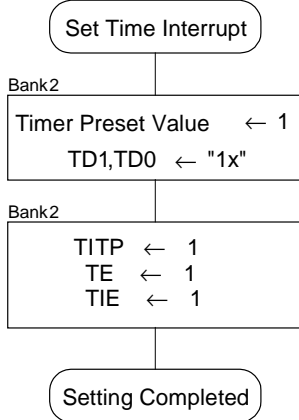 Set Time Interrupt
Bank2
Timer Preset Value ← 1
TD1,TD0 ← "1x"
Bank2
TITP ← 1
TE ← 1
TIE ← 1
Setting Completed